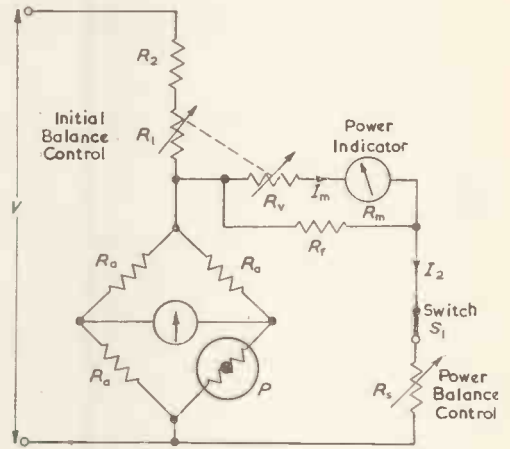 R2
Initial
Balance
Control
R1
Power
Indicator
V
Rv
Im
Rm
Rr
Ra
Ra
I2
Switch
S1
Ra
P
Rs
Power
Balance
Control